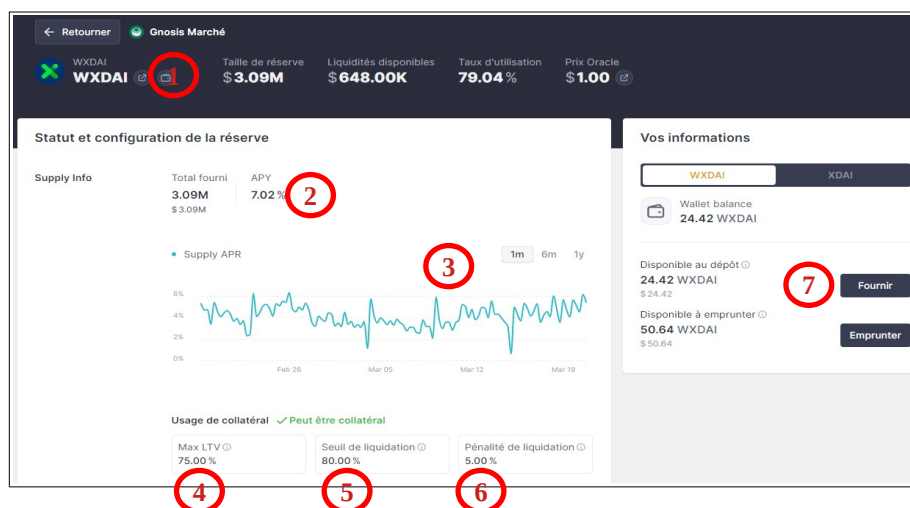 ← Retourner Gnosis Marché
WXDAI Taille de réserve Liquidités disponibles Taux d'utilisation Prix Oracle
WXDAI 1 $3.09M $648.00K 79.04% $1.00
Statut et configuration de la réserve
Supply Info Total fourni APY
3.09M 7.02% 2
$3.09M
Supply APR 3 1m 6m 1y
6%
4%
2%
0%
Feb 26 Mar 05 Mar 12 Mar 19
Usage de collatéral ✓ Peut être collatéral
Max LTV Seuil de liquidation Pénalité de liquidation
75.00% 80.00% 5.00%
4 5 6
Vos informations
WXDAI XDAI
Wallet balance
24.42 WXDAI
Disponible au dépôt
24.42 WXDAI 7 Fournir
$24.42
Disponible à emprunter
50.64 WXDAI Emprunter
$50.64